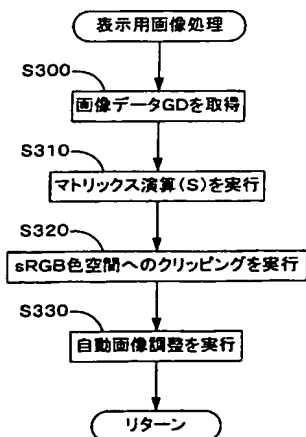 表示用画像処理
S300
画像データGDを取得
S310
マトリックス演算(S)を実行
S320
sRGB色空間へのクリッピングを実行
S330
自動画像調整を実行
リターン